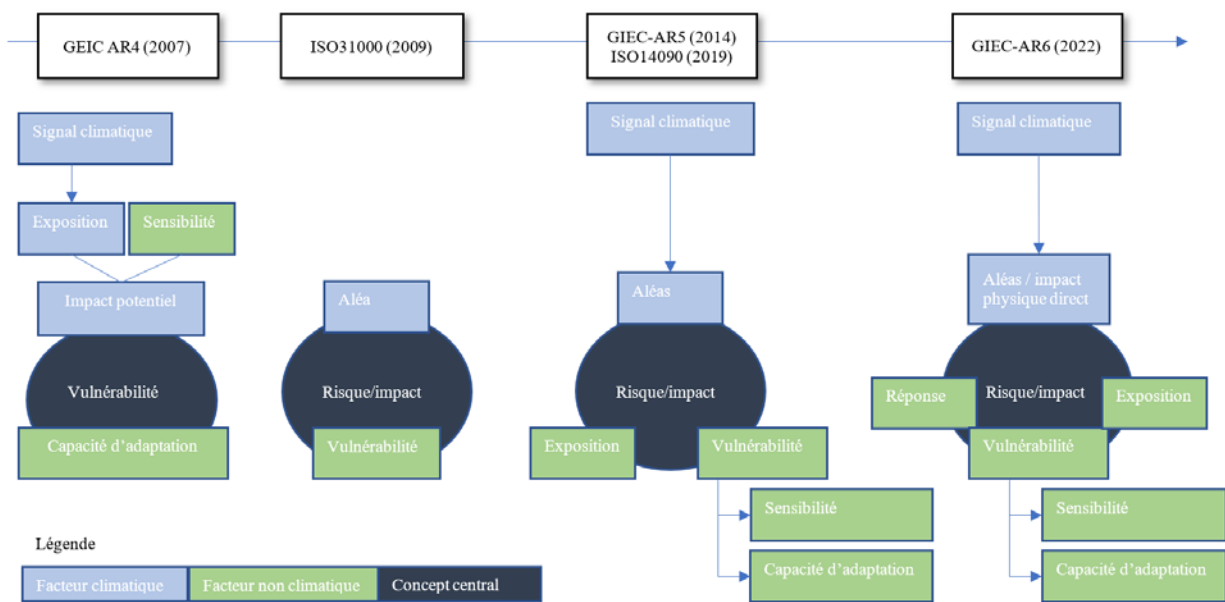 GEIC AR4 (2007)
ISO31000 (2009)
GIEC-AR5 (2014)
ISO14090 (2019)
GIEC-AR6 (2022)
Signal climatique
Exposition
Sensibilité
Impact potentiel
Vulnérabilité
Capacité d’adaptation
Aléa
Risque/impact
Vulnérabilité
Signal climatique
Aléas
Risque/impact
Exposition
Vulnérabilité
Sensibilité
Capacité d’adaptation
Signal climatique
Aléas / impact
physique direct
Réponse
Risque/impact
Exposition
Vulnérabilité
Sensibilité
Capacité d’adaptation
Légende
Facteur climatique
Facteur non climatique
Concept central